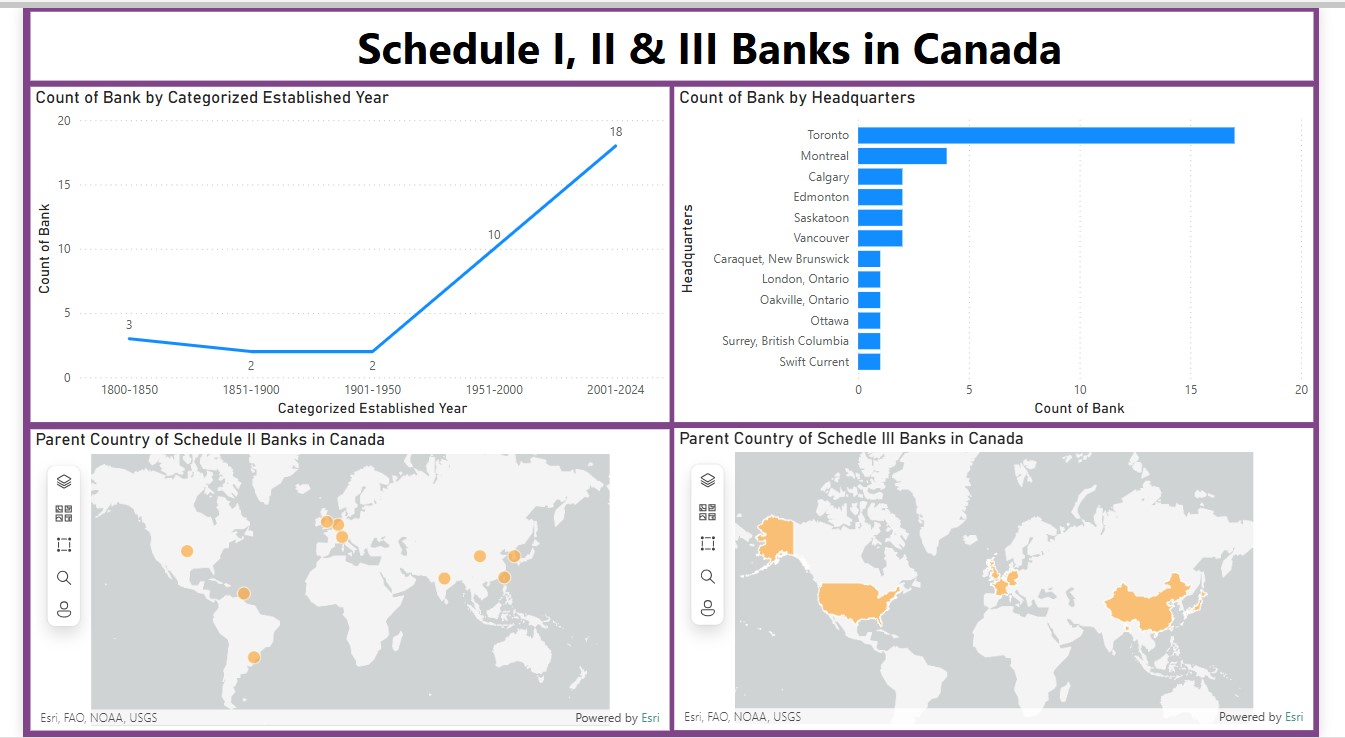 Schedule I, II & III Banks in Canada
Count of Bank by Categorized Established Year
20
15
10
5
0
Count of Bank
3
2
2
10
18
1800-1850
1851-1900
1901-1950
1951-2000
2001-2024
Categorized Established Year
Count of Bank by Headquarters
Headquarters
Toronto
Montreal
Calgary
Edmonton
Saskatoon
Vancouver
Caraquet, New Brunswick
London, Ontario
Oakville, Ontario
Ottawa
Surrey, British Columbia
Swift Current
0
5
10
15
20
Count of Bank
Parent Country of Schedule II Banks in Canada
Esri, FAO, NOAA, USGS
Powered by Esri
Parent Country of Schedle III Banks in Canada
Esri, FAO, NOAA, USGS
Powered by Esri